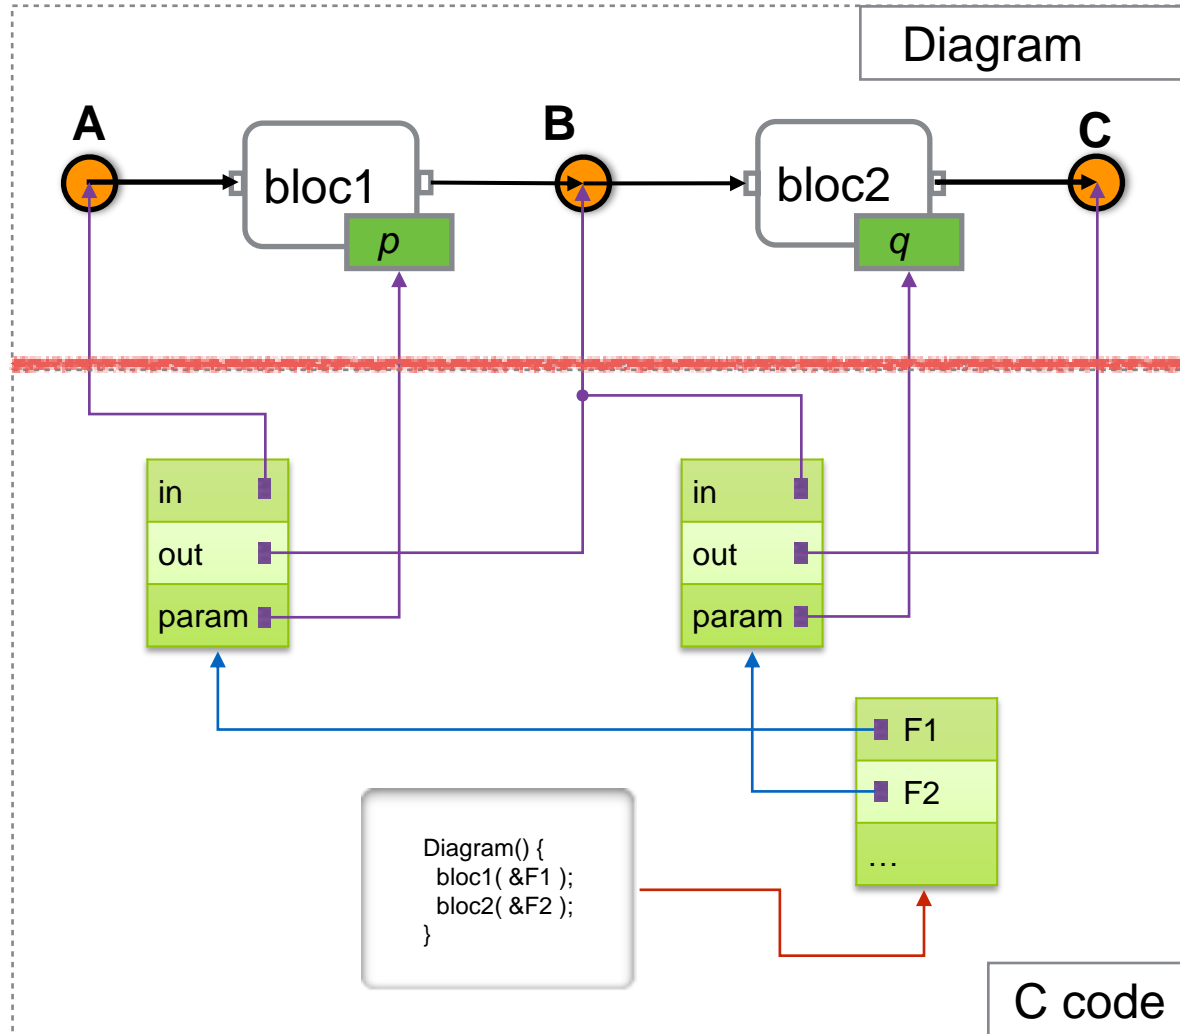 Diagram
A
B
C
bloc1
bloc2
p
q
in
out
param
in
out
param
F1
F2
...
Diagram() {
bloc1( &F1 );
bloc2( &F2 );
}
C code